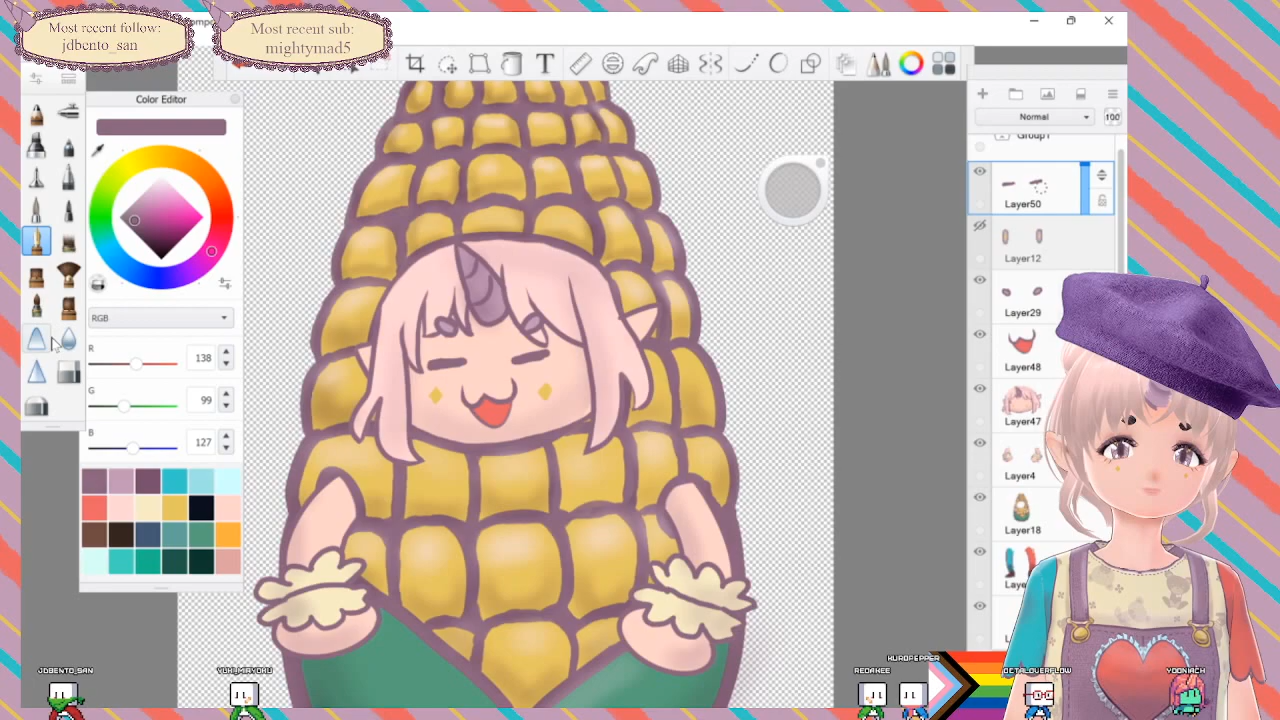 Most recent follow:
jdbento_san
Most recent sub:
mightymad5
Color Editor
RGB
R
138
G
99
B
127
T
Normal
100
Group1
Layer50
Layer12
Layer29
Layer48
Layer47
Layer4
Layer18
JDBENTO_SAN
REDAKEE
KUROPEPPER
OCTALOVERFLOW